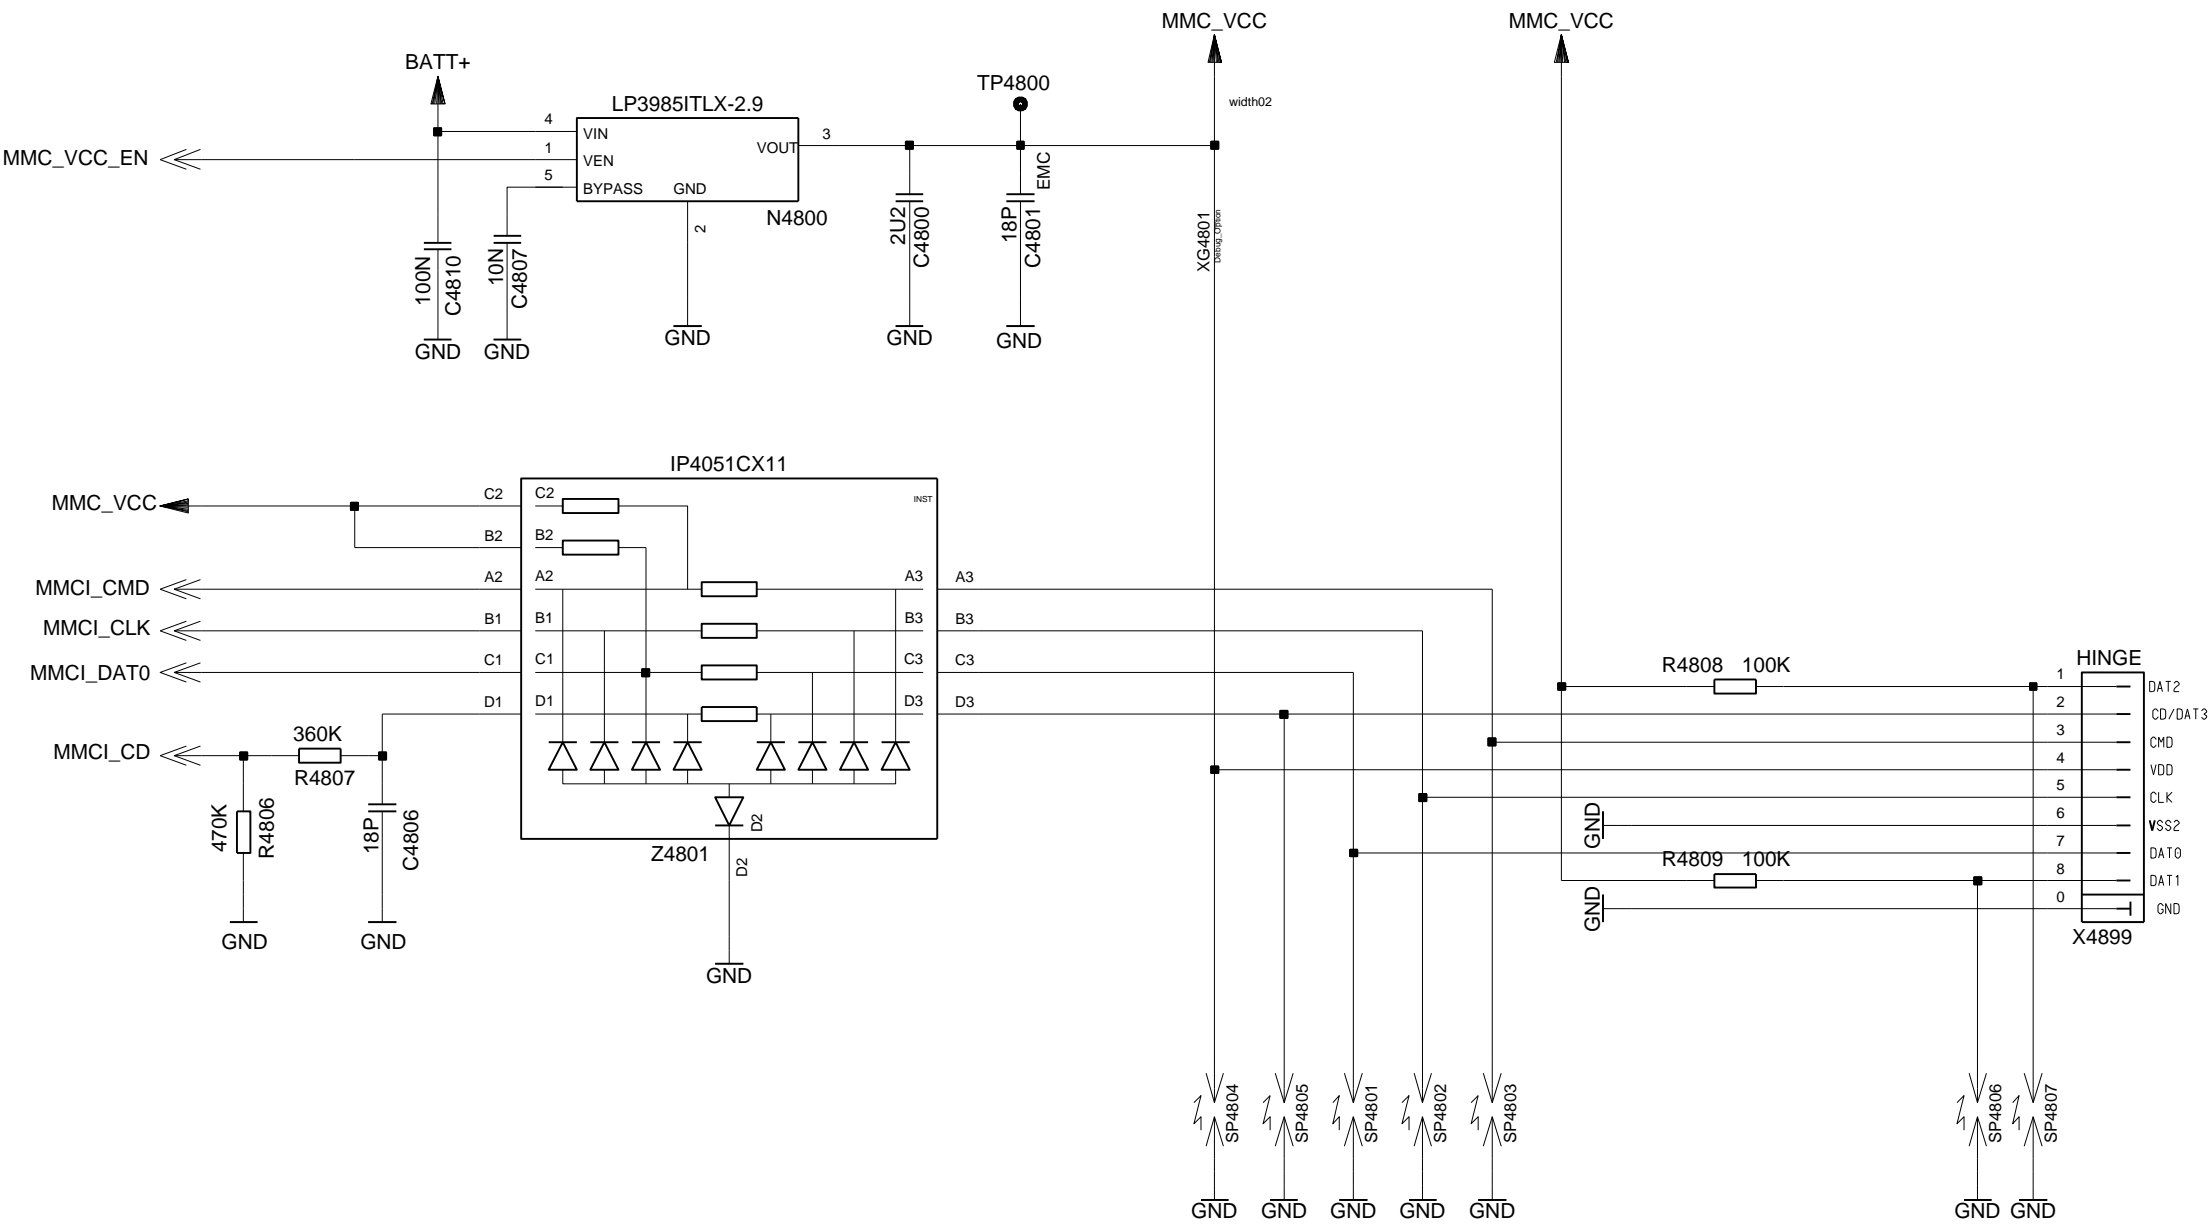 MMC_VCC
MMC_VCC
BATT+
TP4800
LP3985ITLX-2.9
width02
4
VIN
3
VOUT
MMC_VCC_EN
1
VEN
5
BYPASS
GND
EMC
N4800
2
2U2
C4800
18P
C4801
XG4801
Debug_Option
100N
C4810
10N
C4807
GND
GND
GND
GND
GND
IP4051CX11
MMC_VCC
C2
C2
INST
B2
B2
MMCI_CMD
A2
A2
A3
A3
MMCI_CLK
B1
B1
B3
B3
MMCI_DAT0
C1
C1
C3
C3
D1
D1
D3
D3
MMCI_CD
360K
R4807
470K
R4806
18P
C4806
D2
Z4801
D2
GND
GND
GND
R4808 100K
HINGE
1
DAT2
2
CD/DAT3
3
CMD
4
VDD
5
CLK
GND
6
VSS2
7
DAT0
R4809 100K
8
DAT1
GND
0
GND
X4899
SP4804
SP4805
SP4801
SP4802
SP4803
SP4806
SP4807
GND
GND
GND
GND
GND
GND
GND